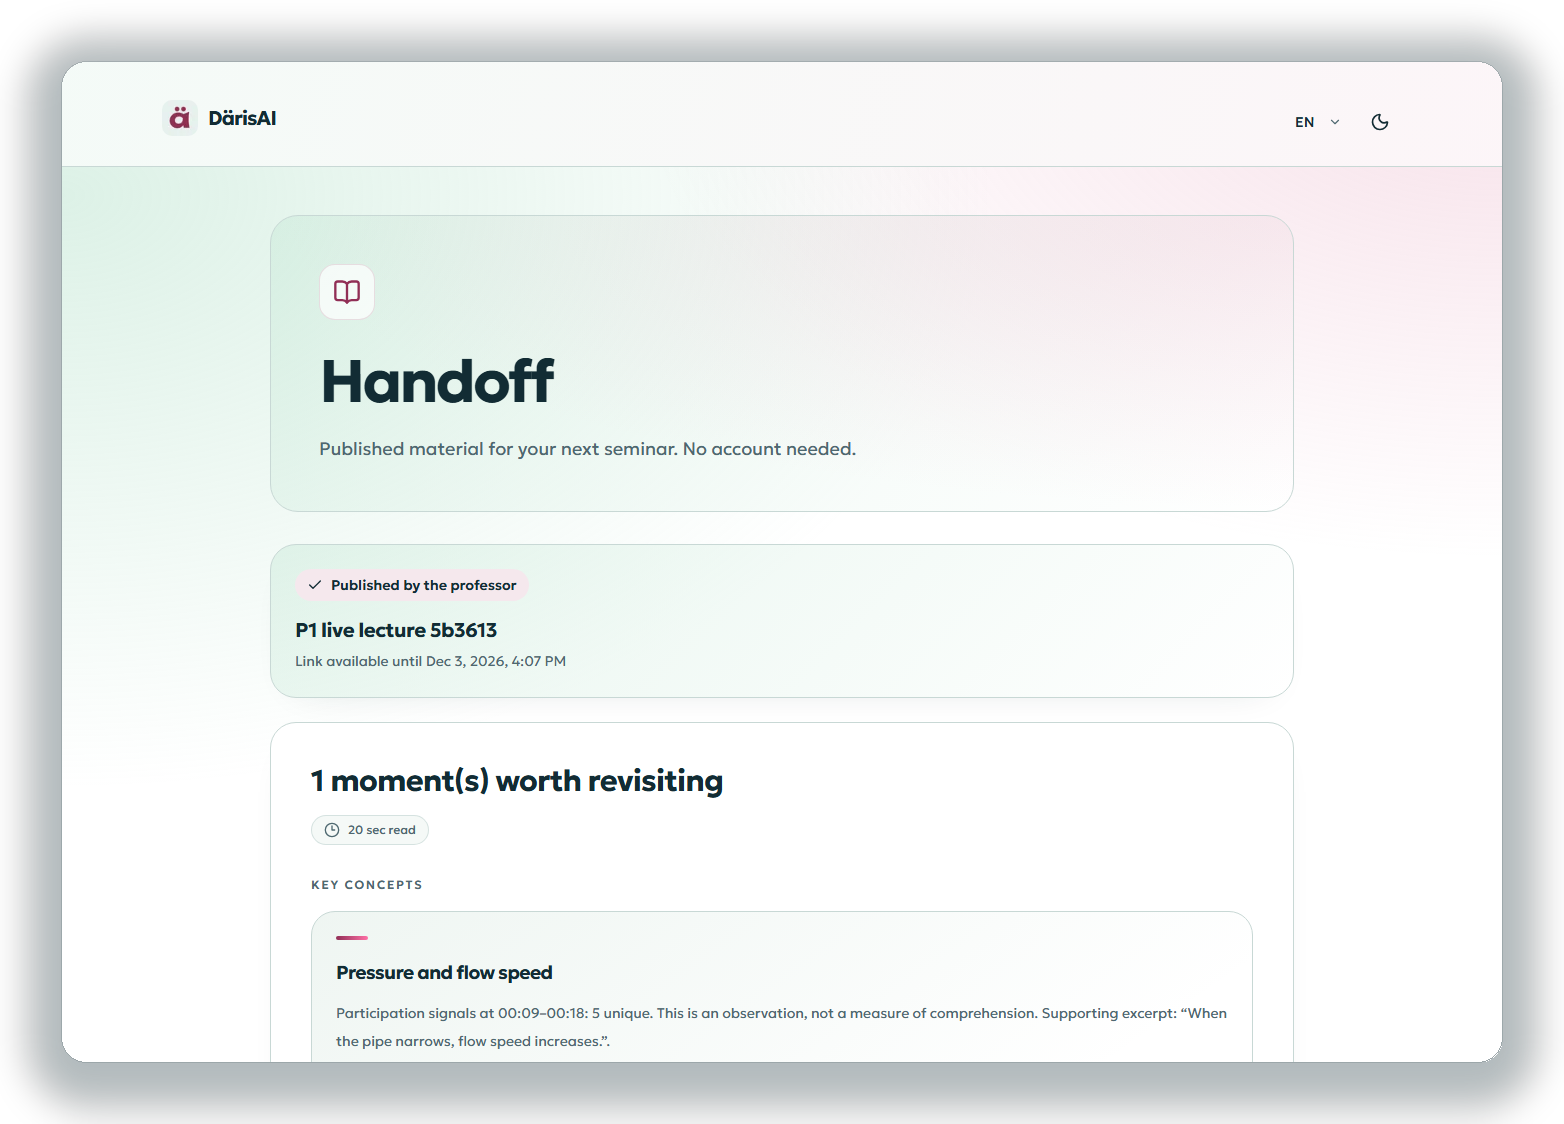 ä DärisAI
EN
Handoff
Published material for your next seminar. No account needed.
Published by the professor
P1 live lecture 5b3613
Link available until Dec 3, 2026, 4:07 PM
1 moment(s) worth revisiting
20 sec read
KEY CONCEPTS
Pressure and flow speed
Participation signals at 00:09–00:18: 5 unique. This is an observation, not a measure of comprehension. Supporting excerpt: “When
the pipe narrows, flow speed increases.”.